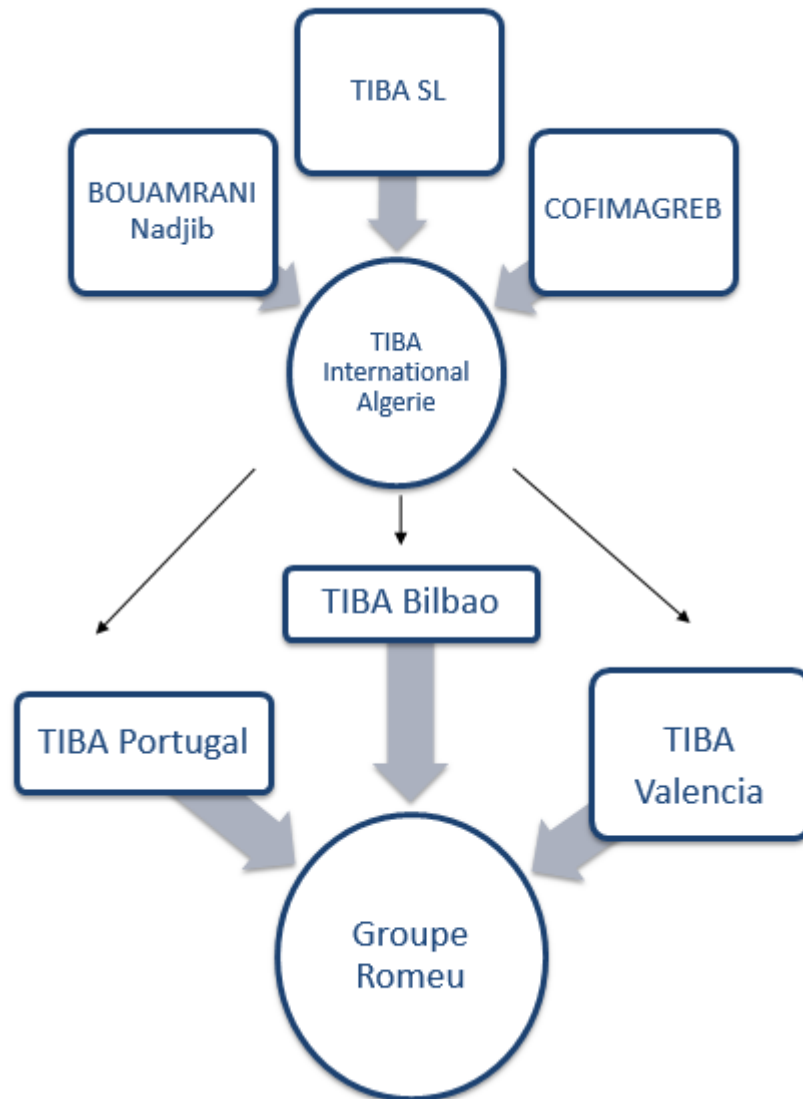 TIBA SL
BOUAMRANI
Nadjib
COFIMAGREB
TIBA
International
Algerie
TIBA Bilbao
TIBA Portugal
TIBA
Valencia
Groupe
Romeu